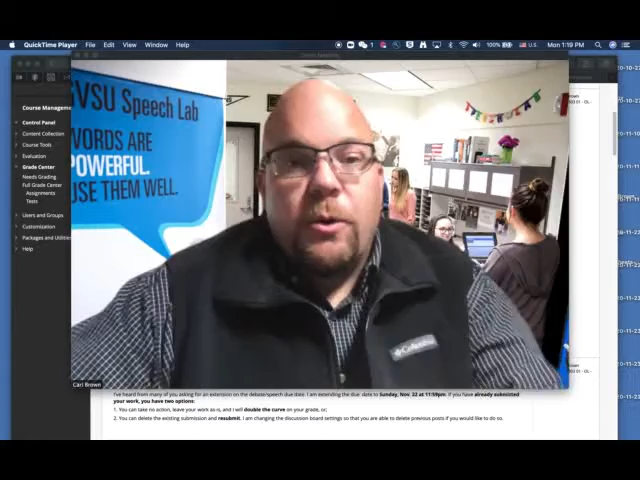 QuickTime Player File Edit View Window Help
1 100% U.S. Mon 1:19 PM
Course Manageme
Control Panel
Content Collection
Course Tools
Evaluation
Grade Center
Needs Grading
Full Grade Center
Assignments
Tests
Users and Groups
Customization
Packages and Utilities
Help
SVSU Speech Lab
WORDS ARE
POWERFUL.
USE THEM WELL.
Columbia
Cari Brown
I've heard from many of you asking for an extension on the debate/speech due date. I am extending the due date to Sunday, Nov. 22 at 11:59pm. If you have already submitted
your work, you have two options:
1. You can take no action, leave your work as-is, and I will double the curve on your grade, or;
2. You can delete the existing submission and resubmit. I am changing the discussion board settings so that you are able to delete previous posts if you would like to do so.